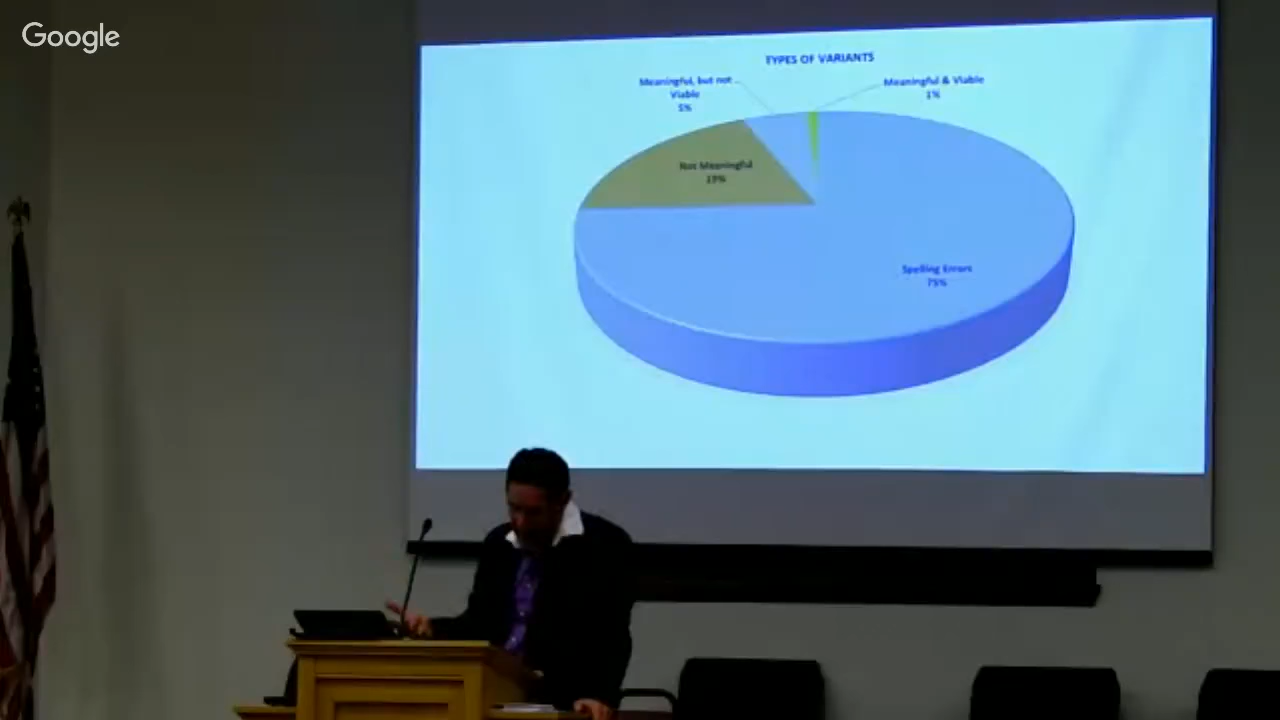 Google
TYPES OF VARIANTS
Meaningful, but not
Viable
5%
Meaningful & Viable
1%
Not Meaningful
19%
Spelling Errors
75%